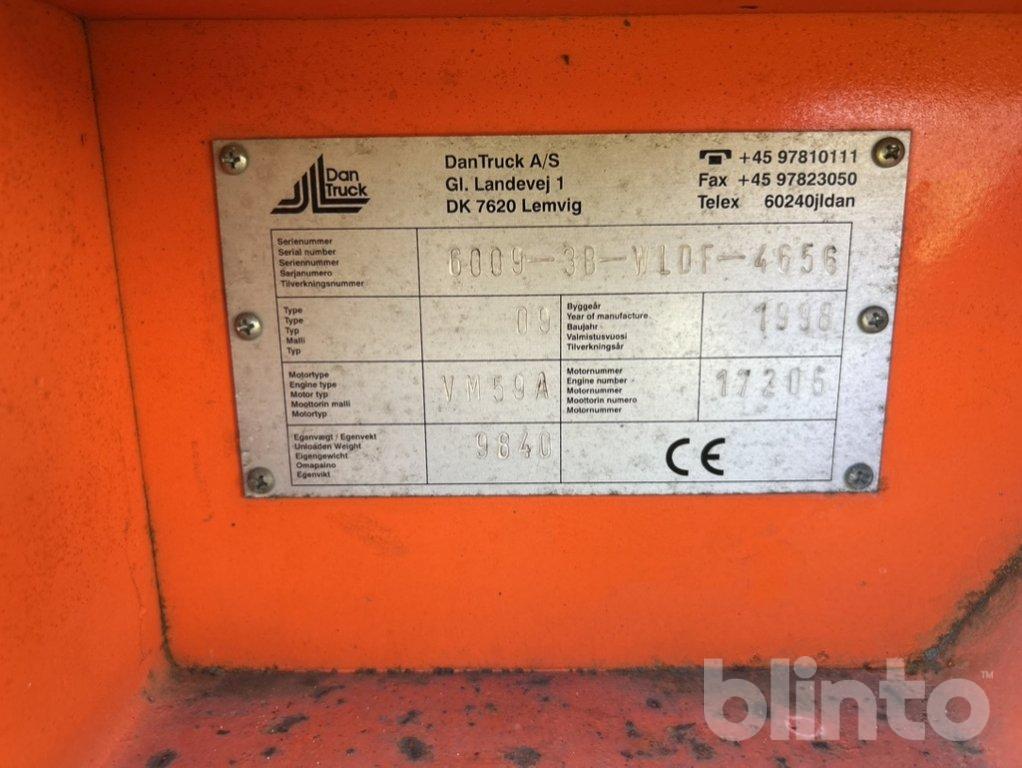 Dan
Truck
DanTruck A/S
Gl. Landevej 1
DK 7620 Lemvig
☎ +45 97810111
Fax +45 97823050
Telex 60240jldan
Serienummer
Serial number
Seriennummer
Sarjanumero
Tilverkningsnummer
6009-3B-VLDF-4656
Type
Type
Typ
Malli
Typ
09
Byggeår
Year of manufacture
Baujahr
Valmistusvuosi
Tilverkningsår
1998
Motortype
Engine type
Motor typ
Moottorin malli
Motortyp
VM59A
Motornummer
Engine number
Motornummer
Moottorin numero
Motornummer
17206
Egenvægt / Egenvekt
Unloaden Weight
Eigengewicht
Omapaino
Egenvikt
9840
CE
blinto™